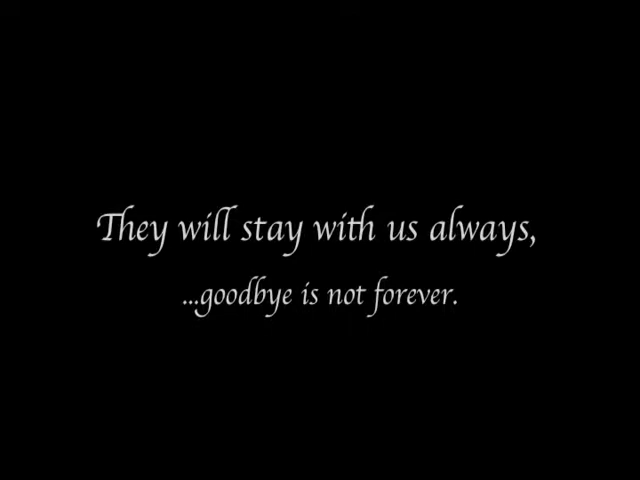 They will stay with us always,
...goodbye is not forever.